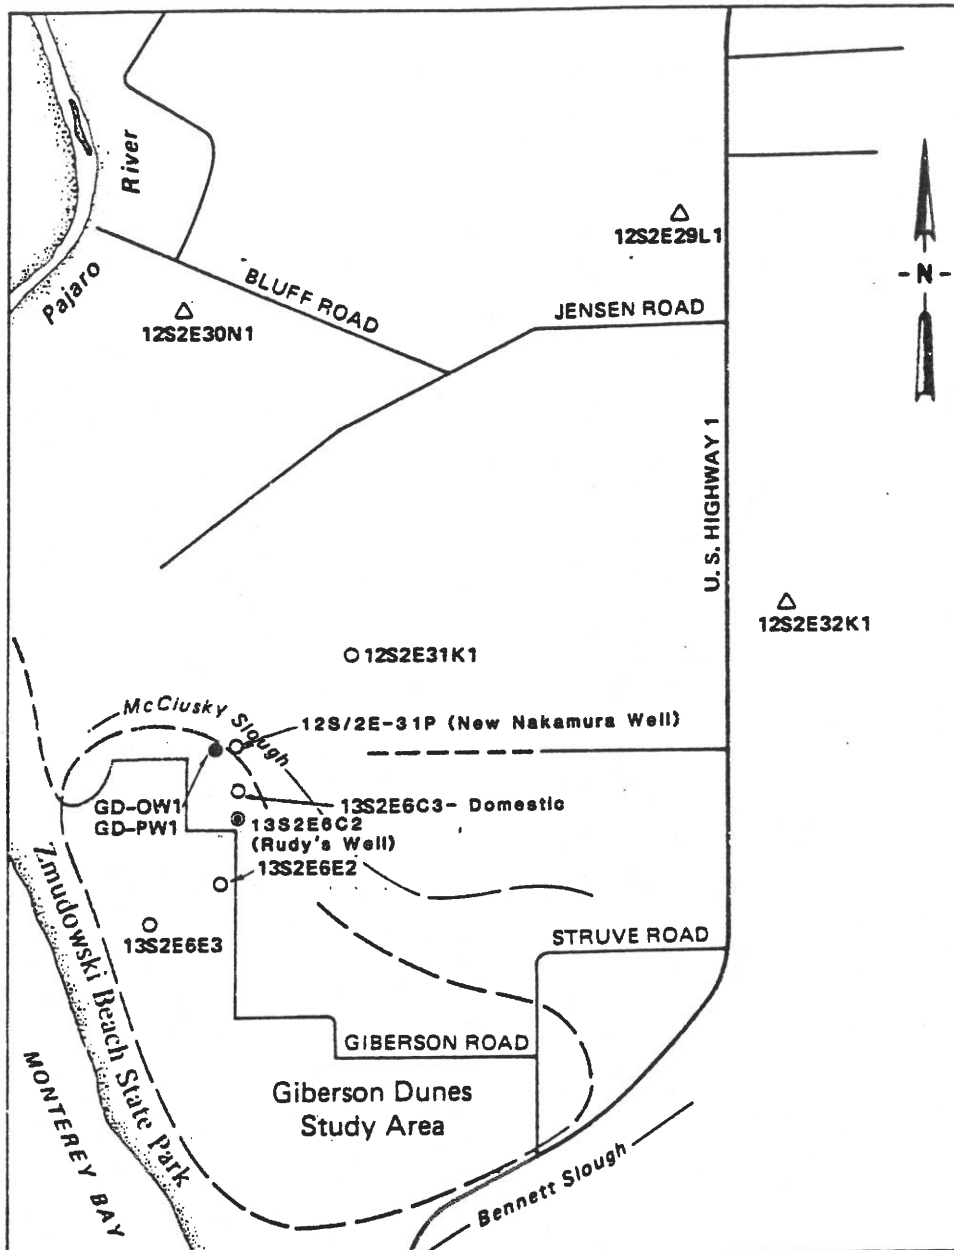 River
Pajaro
12S2E29L1
- N -
BLUFF ROAD
JENSEN ROAD
12S2E30N1
U.S. HIGHWAY 1
12S2E32K1
12S2E31K1
McClusky Slough
12S/2E-31P (New Nakamura Well)
GD-OW1
GD-PW1
13S2E6C3- Domestic
13S2E6C2
(Rudy's Well)
13S2E6E2
13S2E6E3
STRUVE ROAD
Zmudowski Beach State Park
GIBERSON ROAD
Giberson Dunes
Study Area
MONTEREY BAY
Bennett Slough